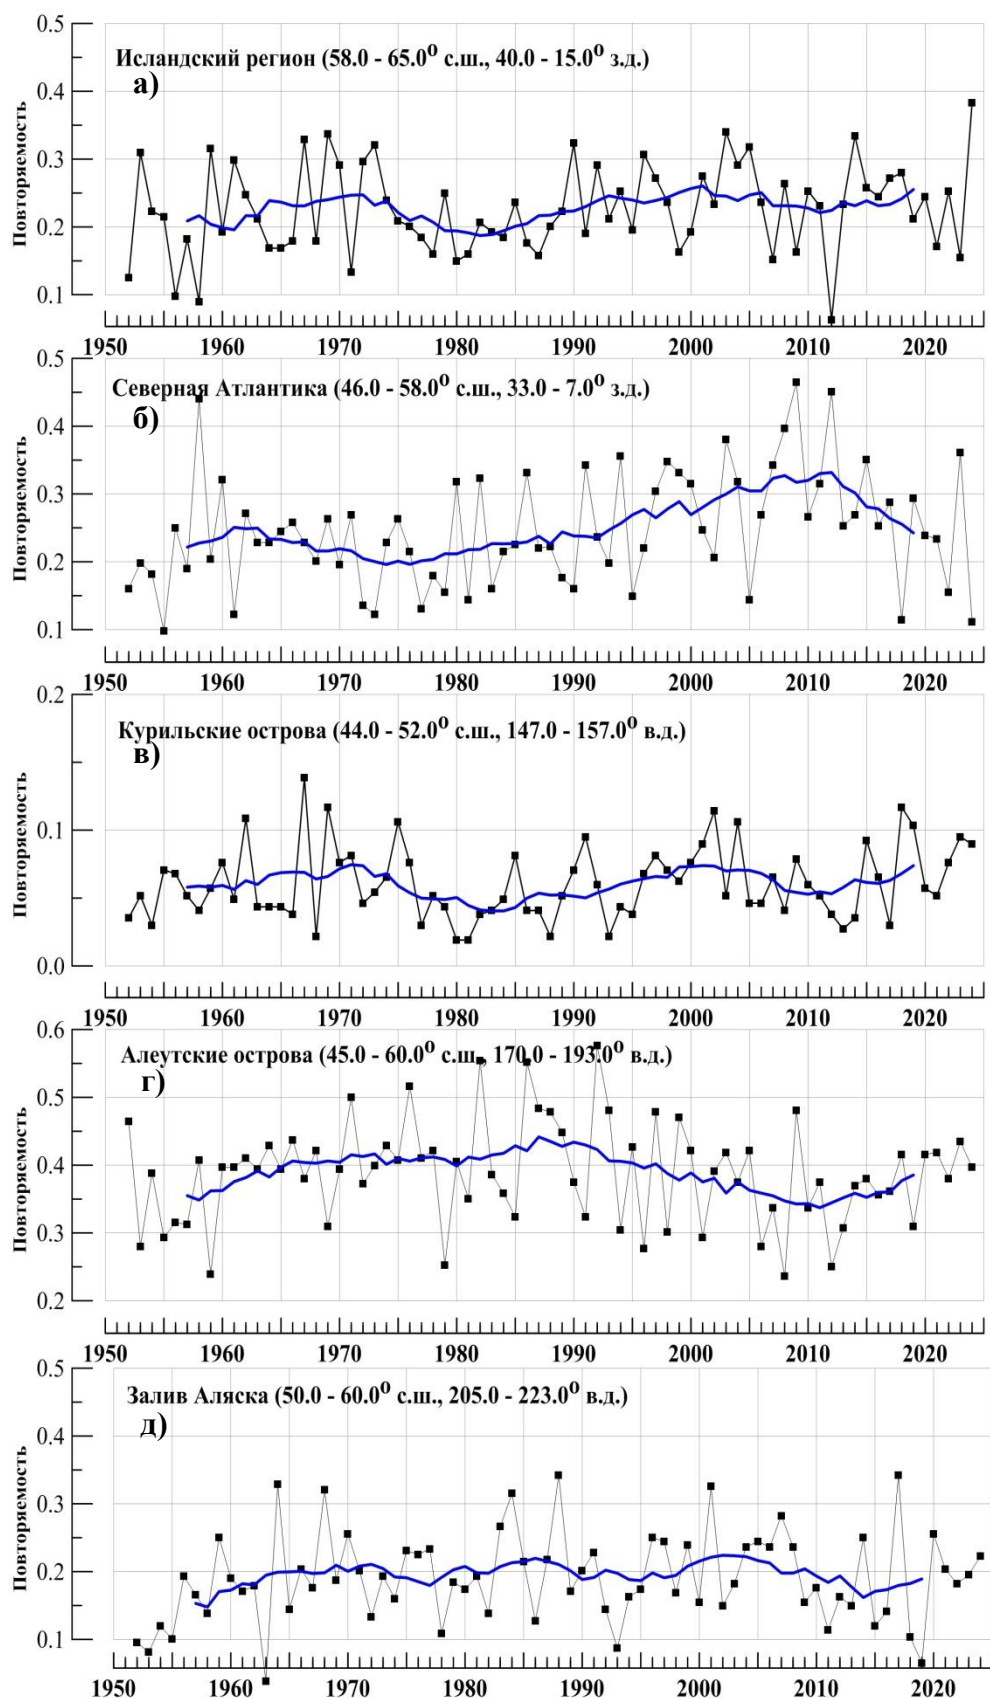 0.5
Исландский регион (58.0 - 65.0⁰ с.ш., 40.0 - 15.0⁰ з.д.)
а)
0.4
0.3
0.2
0.1
Повторяемость
1950 1960 1970 1980 1990 2000 2010 2020
0.5
Северная Атлантика (46.0 - 58.0⁰ с.ш., 33.0 - 7.0⁰ з.д.)
б)
0.4
0.3
0.2
0.1
Повторяемость
1950 1960 1970 1980 1990 2000 2010 2020
0.2
Курильские острова (44.0 - 52.0⁰ с.ш., 147.0 - 157.0⁰ в.д.)
в)
0.1
0.0
Повторяемость
1950 1960 1970 1980 1990 2000 2010 2020
0.6
Алеутские острова (45.0 - 60.0⁰ с.ш., 170.0 - 193.0⁰ в.д.)
г)
0.5
0.4
0.3
0.2
Повторяемость
1950 1960 1970 1980 1990 2000 2010 2020
0.5
Залив Аляска (50.0 - 60.0⁰ с.ш., 205.0 - 223.0⁰ в.д.)
д)
0.4
0.3
0.2
0.1
Повторяемость
1950 1960 1970 1980 1990 2000 2010 2020